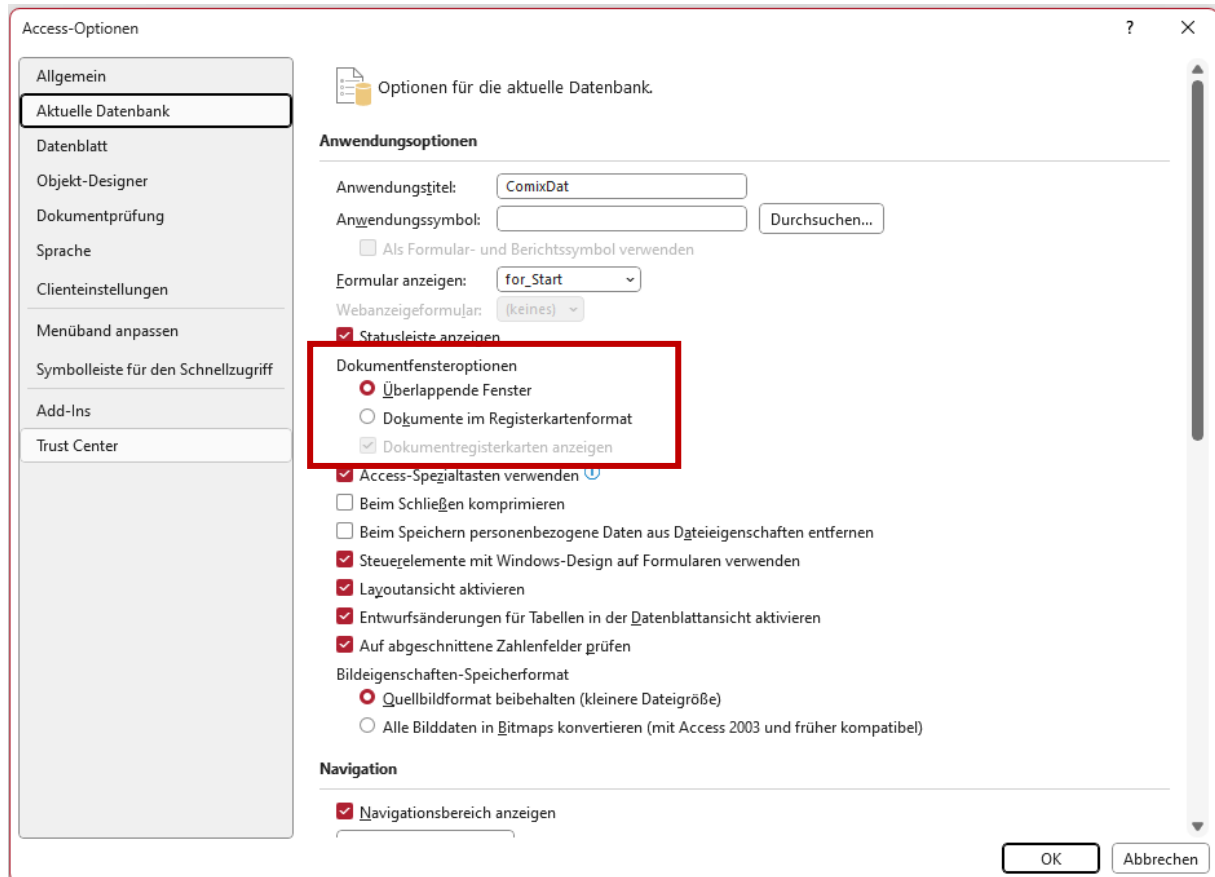 Access-Optionen
?
Allgemein
Aktuelle Datenbank
Datenblatt
Objekt-Designer
Dokumentprüfung
Sprache
Clienteinstellungen
Menüband anpassen
Symbolleiste für den Schnellzugriff
Add-Ins
Trust Center
Optionen für die aktuelle Datenbank.
Anwendungsoptionen
Anwendungstitel: ComixDat
Anwendungssymbol: Durchsuchen...
Als Formular- und Berichtssymbol verwenden
Formular anzeigen: for_Start
Webanzeigeformular: (keines)
Statusleiste anzeigen
Dokumentfensteroptionen
Überlappende Fenster
Dokumente im Registerkartenformat
Dokumentregisterkarten anzeigen
Access-Spezialtasten verwenden
Beim Schließen komprimieren
Beim Speichern personenbezogene Daten aus Dateieigenschaften entfernen
Steuerelemente mit Windows-Design auf Formularen verwenden
Layoutansicht aktivieren
Entwurfsänderungen für Tabellen in der Datenblattansicht aktivieren
Auf abgeschnittene Zahlenfelder prüfen
Bildeigenschaften-Speicherformat
Quellbildformat beibehalten (kleinere Dateigröße)
Alle Bilddaten in Bitmaps konvertieren (mit Access 2003 und früher kompatibel)
Navigation
Navigationsbereich anzeigen
OK Abbrechen